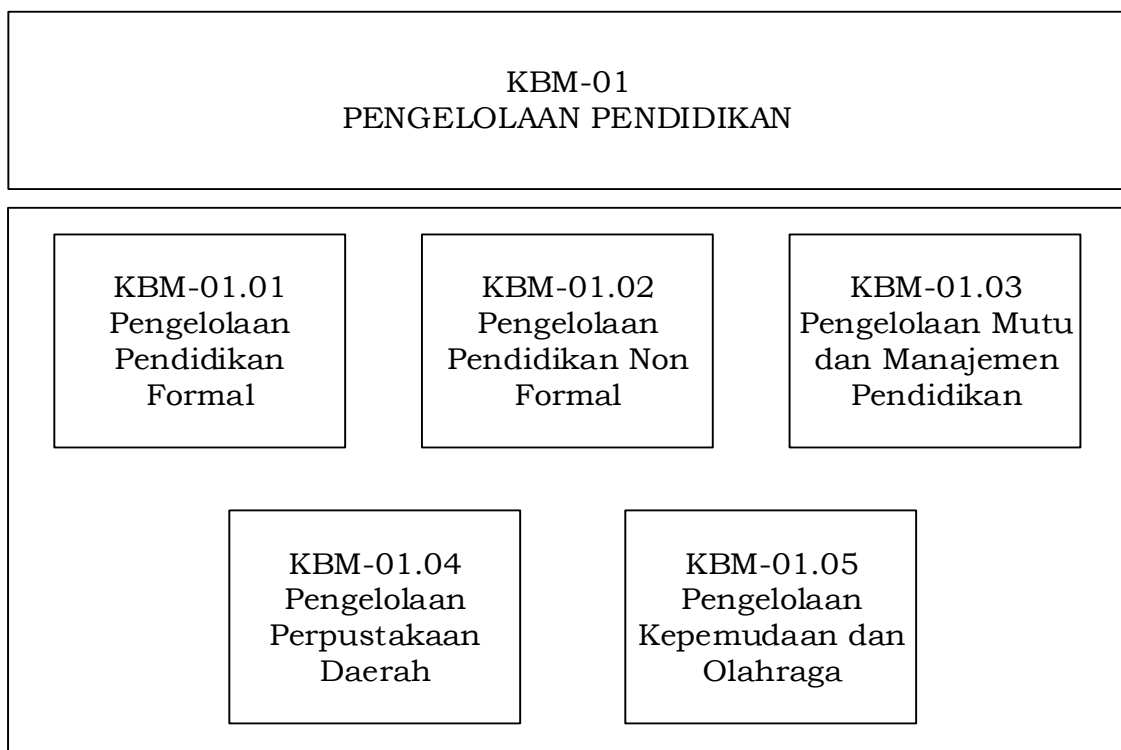 KBM-01
PENGELOLAAN PENDIDIKAN
KBM-01.01
Pengelolaan
Pendidikan
Formal
KBM-01.02
Pengelolaan
Pendidikan Non
Formal
KBM-01.03
Pengelolaan Mutu
dan Manajemen
Pendidikan
KBM-01.04
Pengelolaan
Perpustakaan
Daerah
KBM-01.05
Pengelolaan
Kepemudaan dan
Olahraga